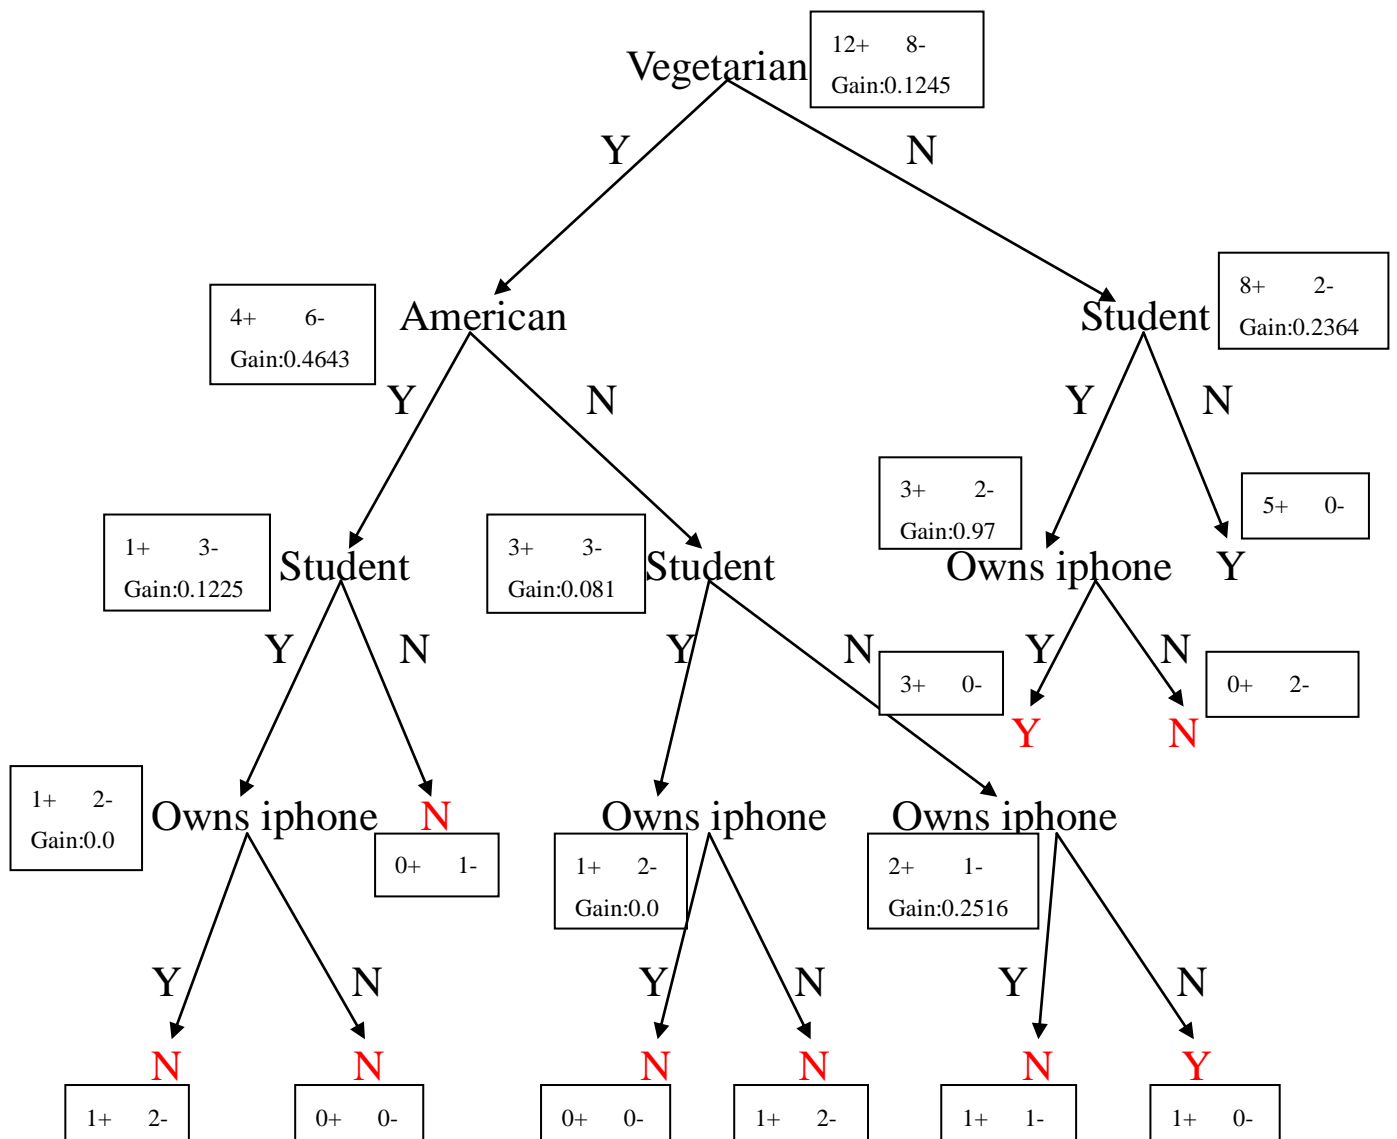 12+ 8-
Vegetarian
Gain:0.1245
Y N
8+ 2-
4+ 6-
American
Student
Gain:0.2364
Gain:0.4643
Y N
Y N
3+ 2-
5+ 0-
Gain:0.97
1+ 3-
3+ 3-
Student
Student
Owns iphone
Y
Gain:0.1225
Gain:0.081
Y N
Y N
Y N
3+ 0-
0+ 2-
Y N
1+ 2-
Owns iphone
N
Owns iphone
Owns iphone
Gain:0.0
0+ 1-
1+ 2-
2+ 1-
Gain:0.0
Gain:0.2516
Y N
Y N
Y N
N N N N N Y
1+ 2-
0+ 0-
0+ 0-
1+ 2-
1+ 1-
1+ 0-